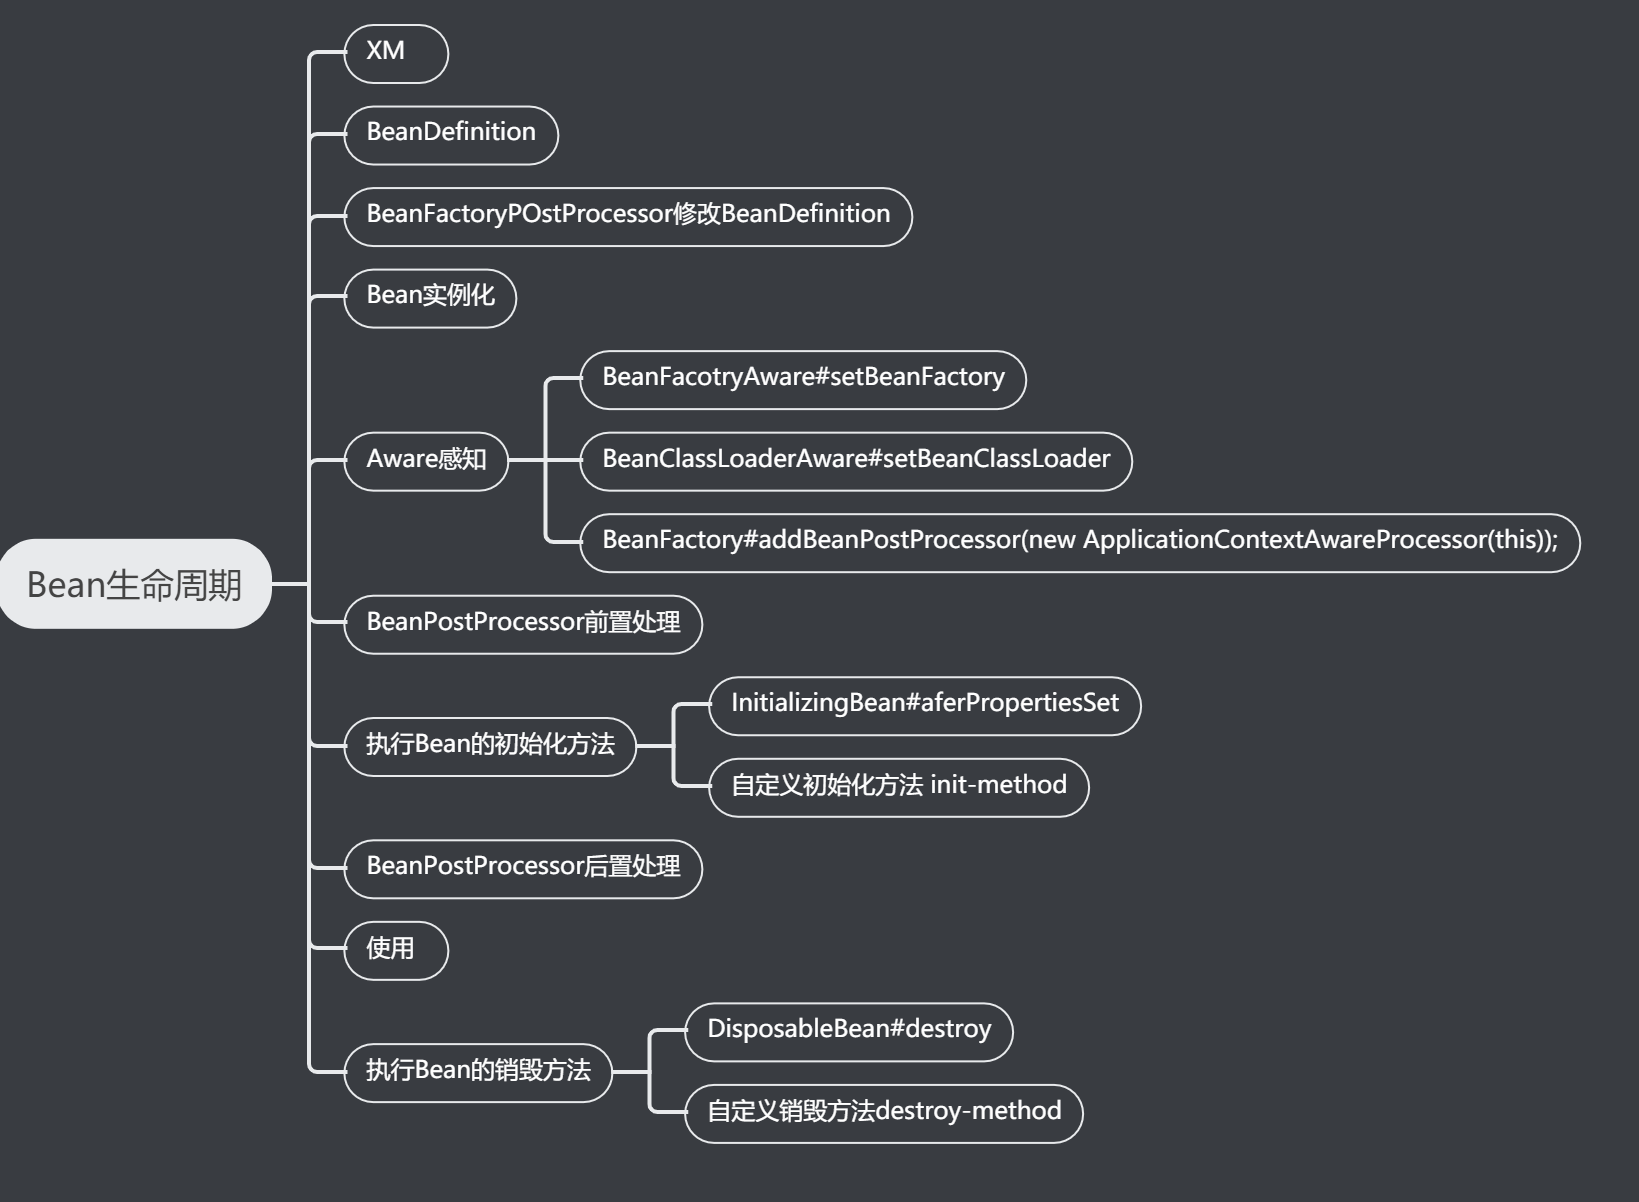 XM
BeanDefinition
BeanFactoryPOstProcessor修改BeanDefinition
Bean实例化
Aware感知
BeanFacotryAware#setBeanFactory
BeanClassLoaderAware#setBeanClassLoader
BeanFactory#addBeanPostProcessor(new ApplicationContextAwareProcessor(this));
Bean生命周期
BeanPostProcessor前置处理
执行Bean的初始化方法
InitializingBean#aferPropertiesSet
自定义初始化方法 init-method
BeanPostProcessor后置处理
使用
执行Bean的销毁方法
DisposableBean#destroy
自定义销毁方法destroy-method